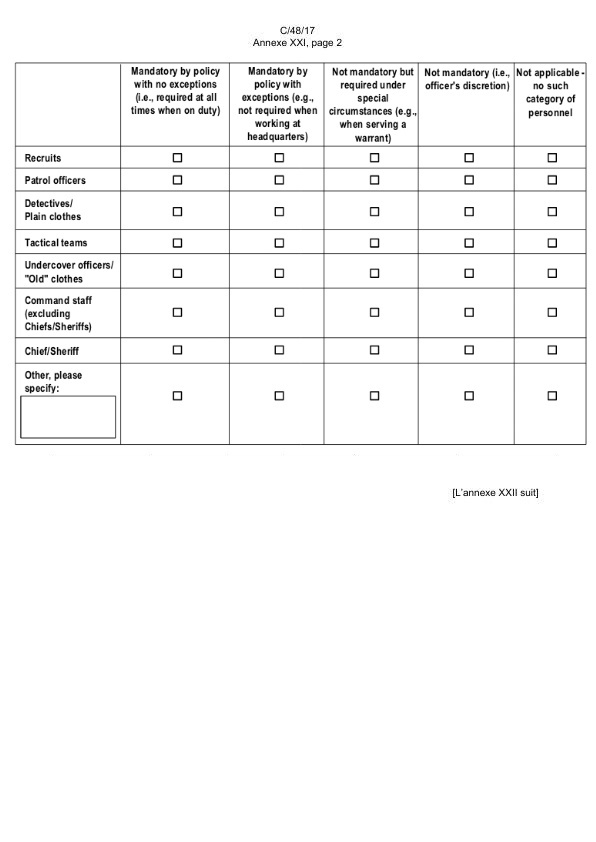 C/48/17
Annexe XXI, page 2
Mandatory by policy
with no exceptions
(i.e., required at all
times when on duty)
Mandatory by
policy with
exceptions (e.g.,
not required when
working at
headquarters)
Not mandatory but
required under
special
circumstances (e.g.,
when serving a
warrant)
Not mandatory (i.e.,
officer's discretion)
Not applicable -
no such
category of
personnel
Recruits
Patrol officers
Detectives/
Plain clothes
Tactical teams
Undercover officers/
"Old" clothes
Command staff
(excluding
Chiefs/Sheriffs)
Chief/Sheriff
Other, please
specify:
[L'annexe XXII suit]